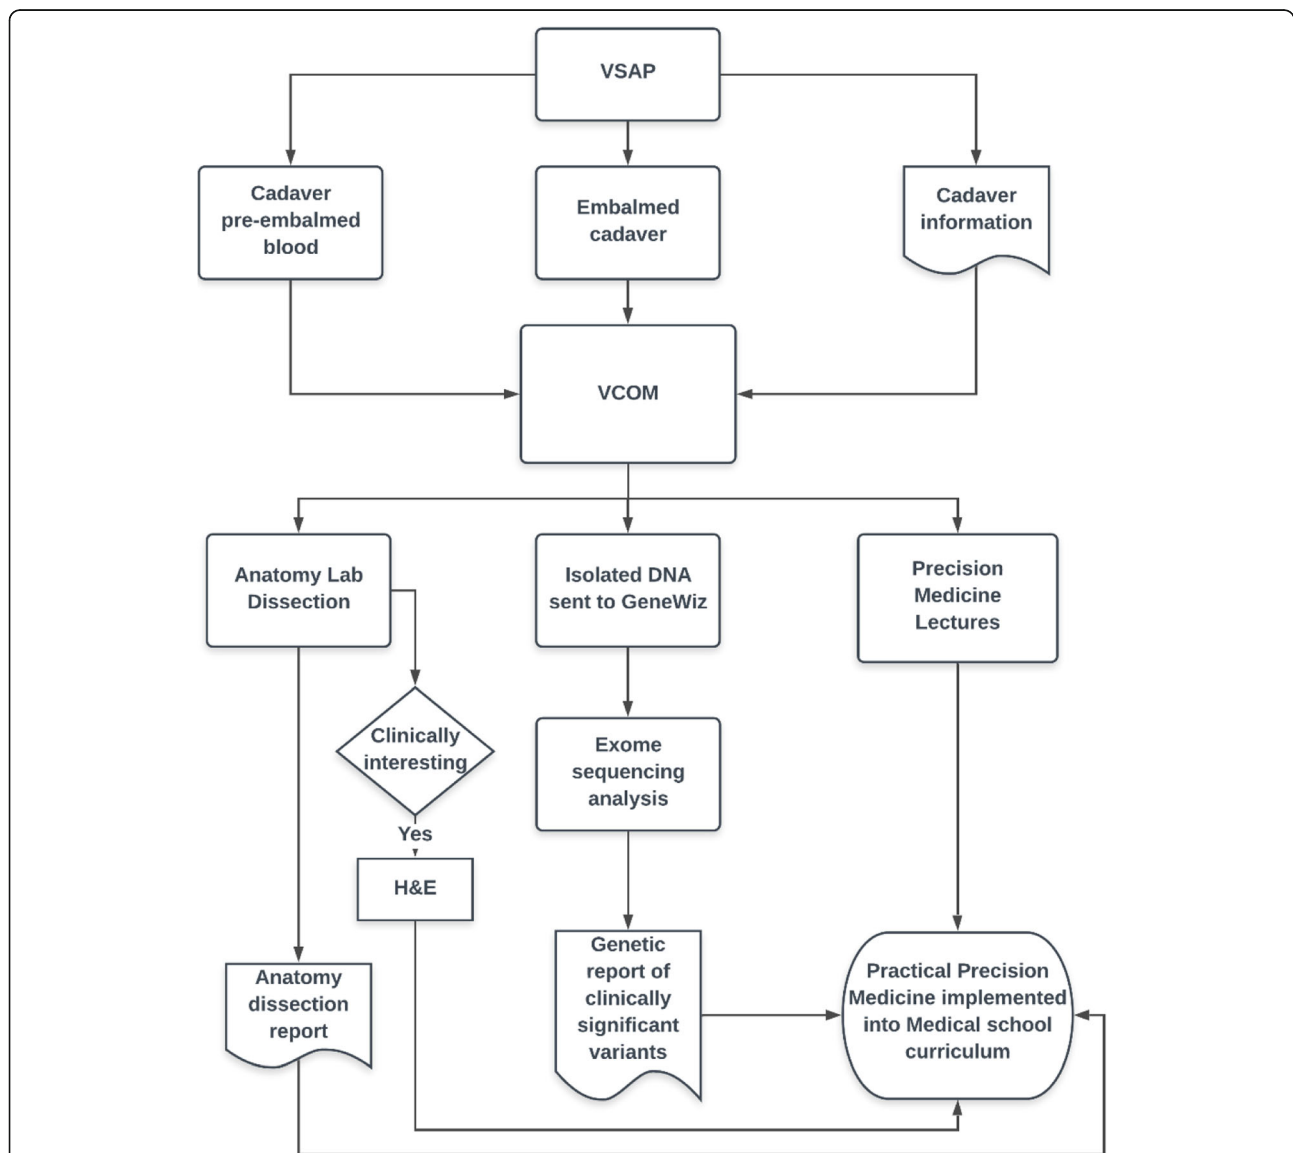 VSAP
Cadaver
pre-embalmed
blood
Embalmed
cadaver
Cadaver
information
VCOM
Anatomy Lab
Dissection
Isolated DNA
sent to GeneWiz
Precision
Medicine
Lectures
Clinically
interesting
Exome
sequencing
analysis
Yes
H&E
Anatomy
dissection
report
Genetic
report of
clinically
significant
variants
Practical Precision
Medicine implemented
into Medical school
curriculum